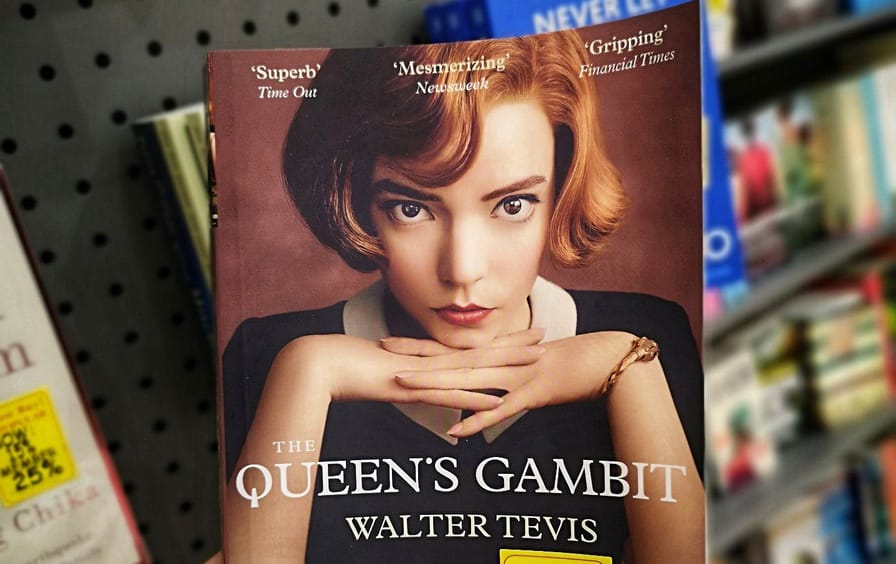 NEVER LE
'Superb'
Time Out
'Mesmerizing'
Newsweek
'Gripping'
Financial Times
THE
QUEEN'S GAMBIT
WALTER TEVIS
25%
g Chika